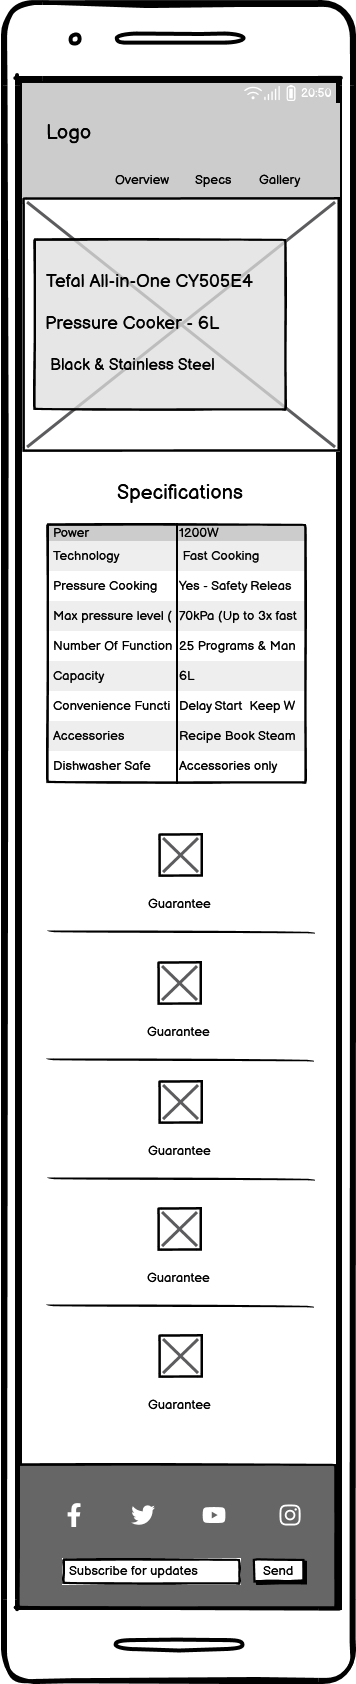 20:50
Logo
Overview Specs Gallery
Tefal All-in-One CY505E4
Pressure Cooker - 6L
Black & Stainless Steel
Specifications
Power 1200W
Technology Fast Cooking
Pressure Cooking Yes - Safety Releas
Max pressure level ( 70kPa (Up to 3x fast
Number Of Function 25 Programs & Man
Capacity 6L
Convenience Functi Delay Start Keep W
Accessories Recipe Book Steam
Dishwasher Safe Accessories only
Guarantee
Guarantee
Guarantee
Guarantee
Guarantee
Subscribe for updates Send